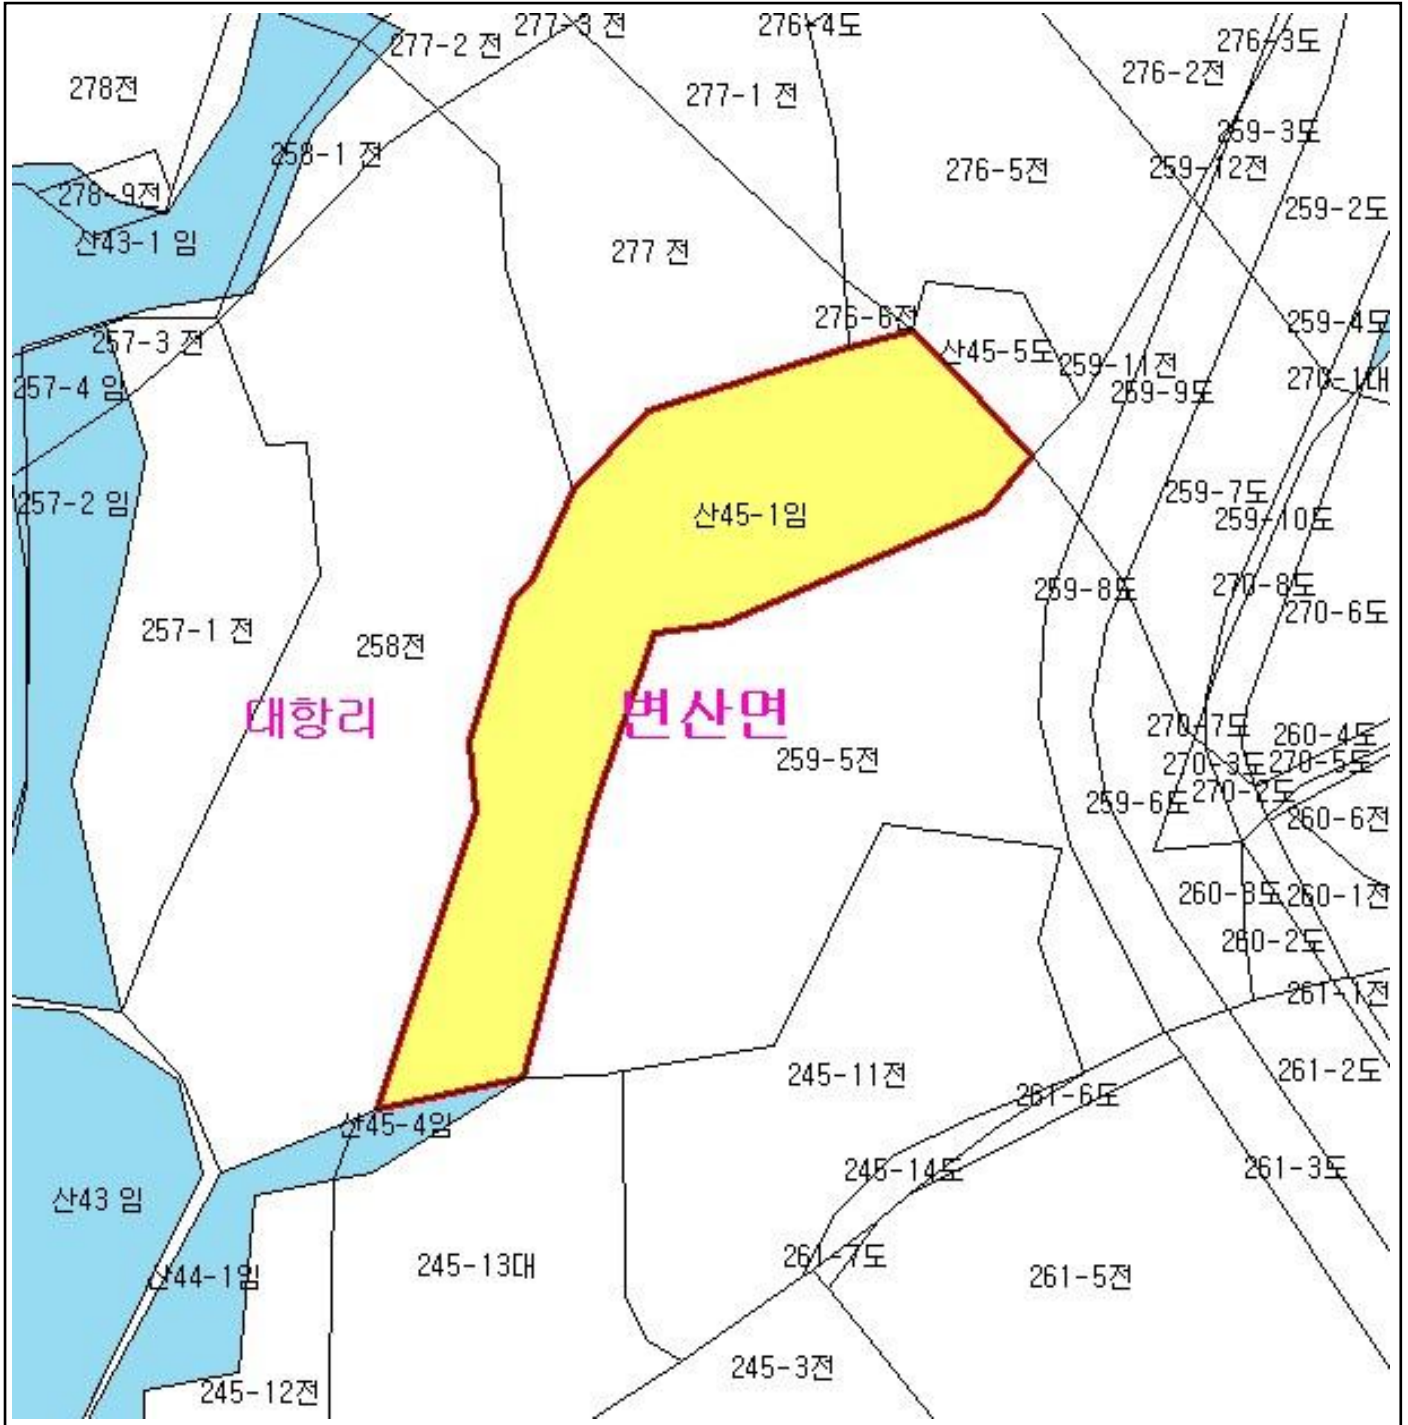 277-3 전
276-4도
277-2 전
276-3도
276-2전
278전
277-1 전
259-3도
258-1 전
259-12전
276-5전
278-9전
259-2도
산43-1 임
277 전
276-6전
259-4도
257-3 전
산45-5도
259-11전
270-1대
257-4 임
259-9도
257-2 임
259-7도
산45-1임
259-10도
259-8도
270-8도
270-6도
257-1 전
258전
대항리
변산면
270-7도
260-4도
259-5전
270-3도
270-5도
270-2도
259-6도
260-6전
260-3도
260-1전
260-2도
261-1전
245-11전
261-2도
261-6도
산45-4임
245-14도
261-3도
산43 임
261-7도
245-13대
산44-1임
261-5전
245-3전
245-12전